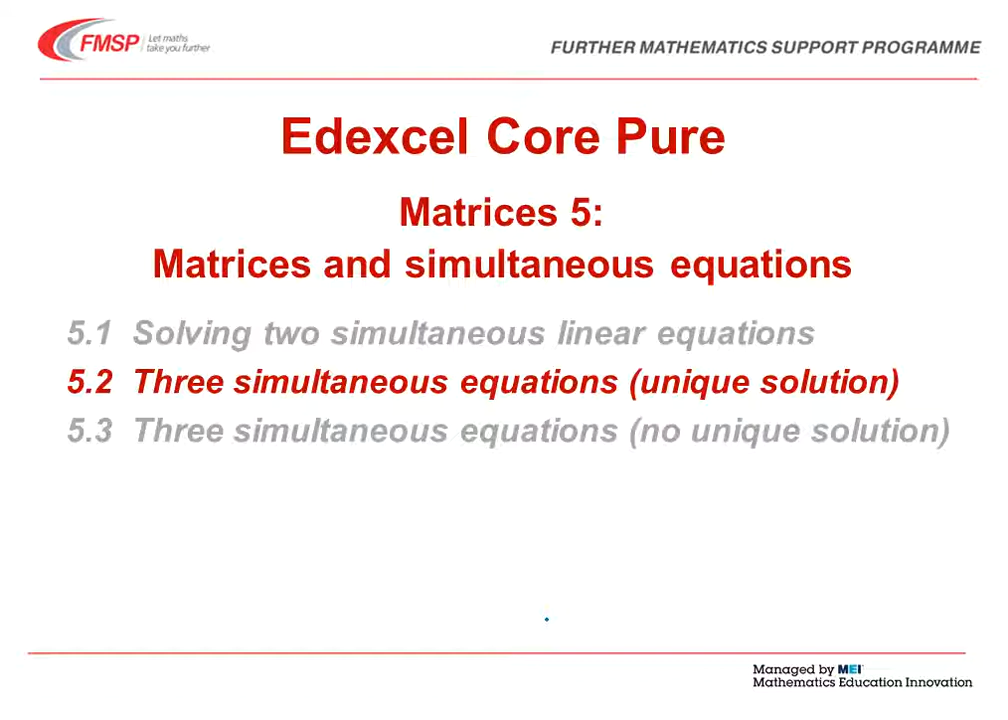 FMSP Let maths
take you further
FURTHER MATHEMATICS SUPPORT PROGRAMME
Edexcel Core Pure
Matrices 5:
Matrices and simultaneous equations
5.1 Solving two simultaneous linear equations
5.2 Three simultaneous equations (unique solution)
5.3 Three simultaneous equations (no unique solution)
Managed by MEI
Mathematics Education Innovation